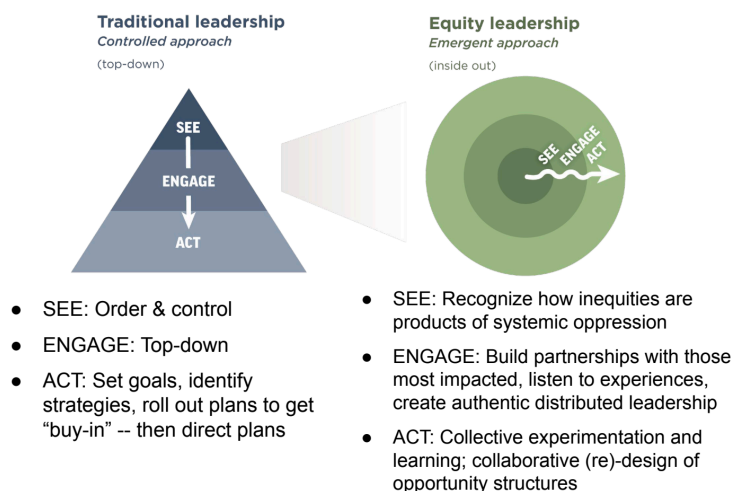 Traditional leadership
Controlled approach
(top-down)
SEE
ENGAGE
ACT
● SEE: Order & control
● ENGAGE: Top-down
● ACT: Set goals, identify
strategies, roll out plans to get
“buy-in” -- then direct plans
Equity leadership
Emergent approach
(inside out)
SEE
ENGAGE
ACT
● SEE: Recognize how inequities are
products of systemic oppression
● ENGAGE: Build partnerships with those
most impacted, listen to experiences,
create authentic distributed leadership
● ACT: Collective experimentation and
learning; collaborative (re)-design of
opportunity structures